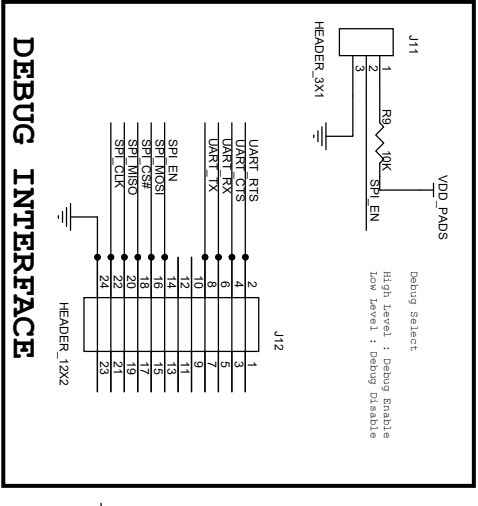 J11
HEADER_3X1
1
2
3
R9
10K
VDD_PADS
SPI_EN
Debug Select
High Level : Debug Enable
Low Level : Debug Disable
UART_RTS
UART_CTS
UART_RX
UART_TX
SPI_EN
SPI_MOSI
SPI_CS#
SPI_MISO
SPI_CLK
J12
2 1
4 3
6 5
8 7
10 9
12 11
14 13
16 15
18 17
20 19
22 21
24 23
HEADER_12X2
DEBUG INTERFACE